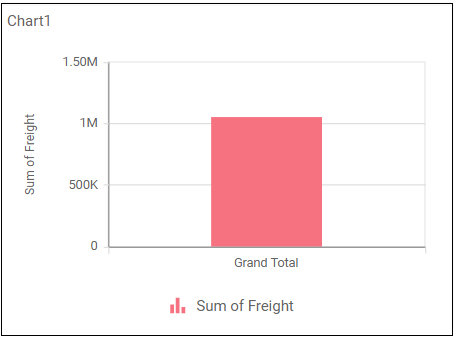 Chart1
1.50M
1M
500K
0
Sum of Freight
Grand Total
Sum of Freight